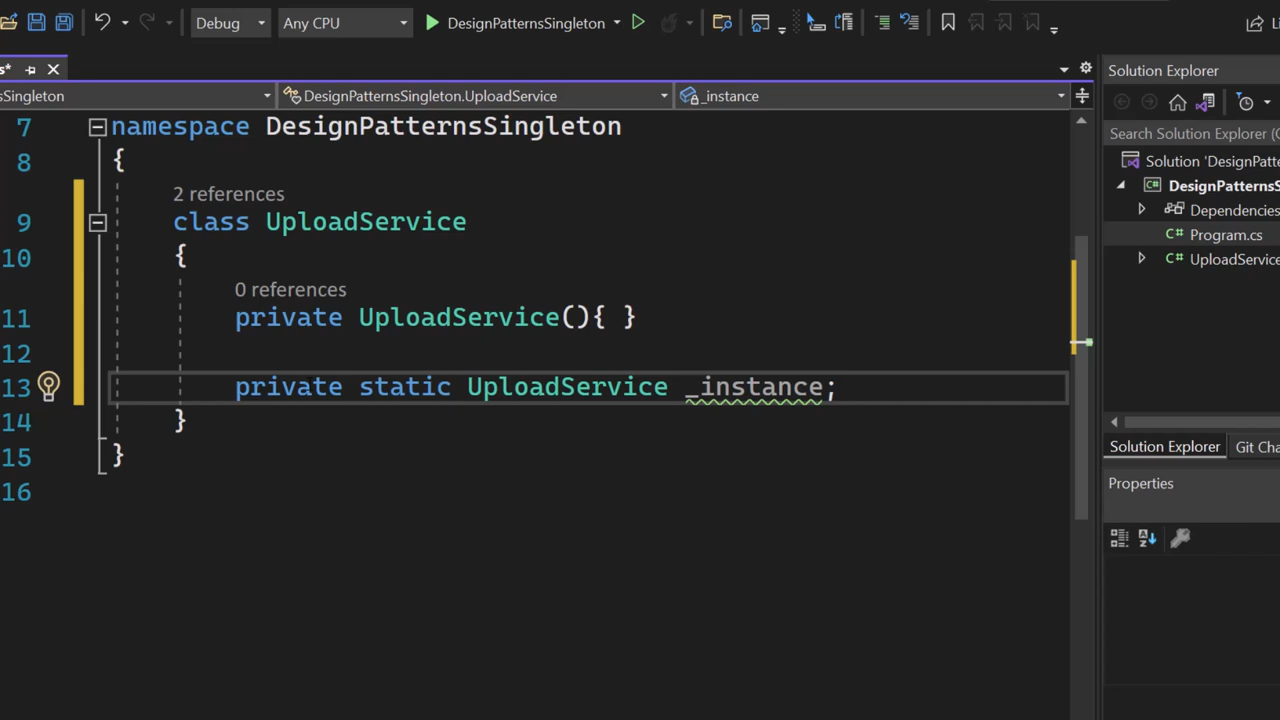 Debug
Any CPU
DesignPatternsSingleton
s*
Singleton
DesignPatternsSingleton.UploadService
_instance
7 namespace DesignPatternsSingleton
8 {
2 references
9 class UploadService
10 {
0 references
11 private UploadService(){ }
12
13 private static UploadService _instance;
14 }
15 }
16
Solution Explorer
Search Solution Explorer (C
Solution 'DesignPatte
DesignPatternsS
Dependencies
C# Program.cs
C# UploadService
Solution Explorer
Git Cha
Properties